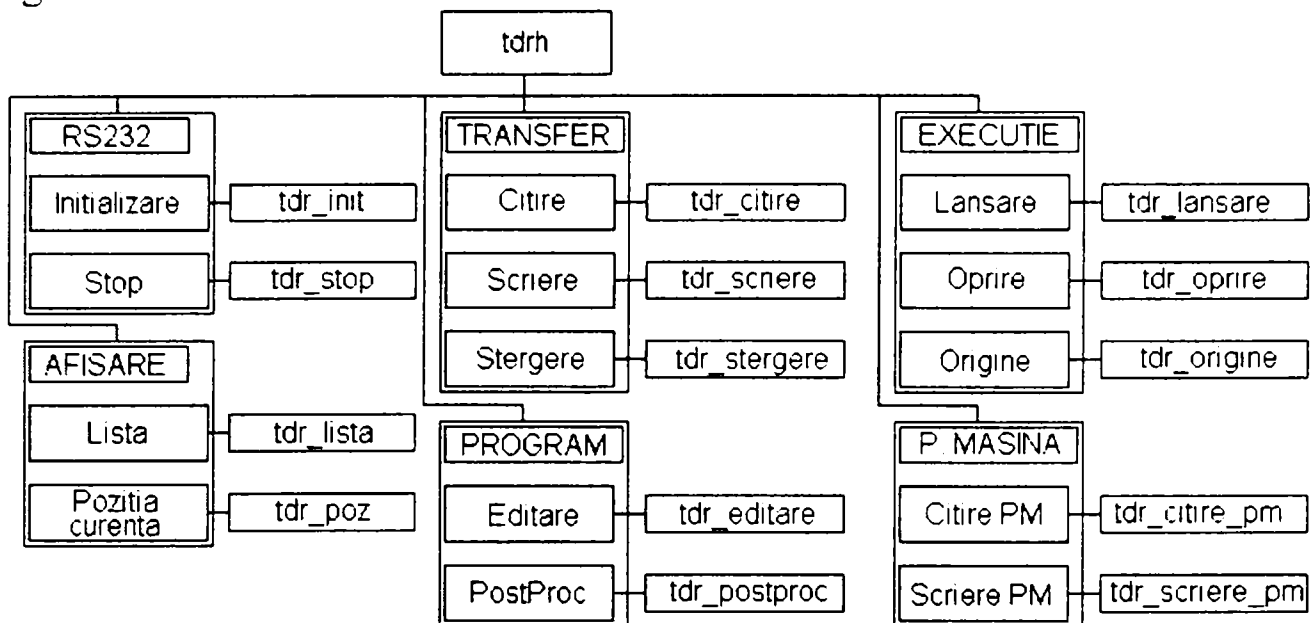 tdrh
RS232
Initializare tdr_init
Stop tdr_stop
AFISARE
Lista tdr_lista
Pozitia
curenta
tdr_poz
TRANSFER
Citire tdr_citire
Scriere tdr_scriere
Stergere tdr_stergere
PROGRAM
Editare tdr_editare
PostProc tdr_postproc
EXECUTIE
Lansare tdr_lansare
Oprire tdr_oprire
Origine tdr_origine
P. MASINA
Citire PM tdr_citire_pm
Scriere PM tdr_scriere_pm